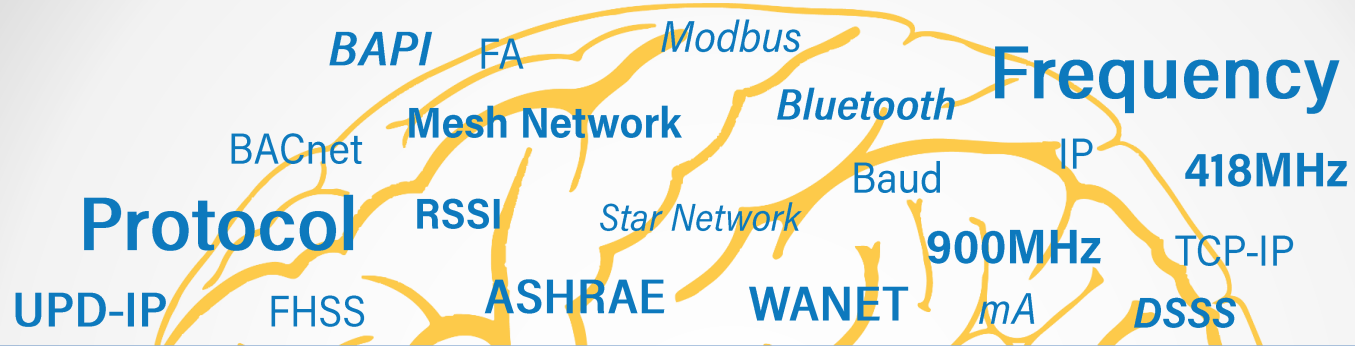 BAPI
FA
Modbus
Frequency
Mesh Network
Bluetooth
BACnet
IP
Baud
418MHz
Protocol
RSSI
Star Network
900MHz
TCP-IP
UPD-IP
FHSS
ASHRAE
WANET
mA
DSSS